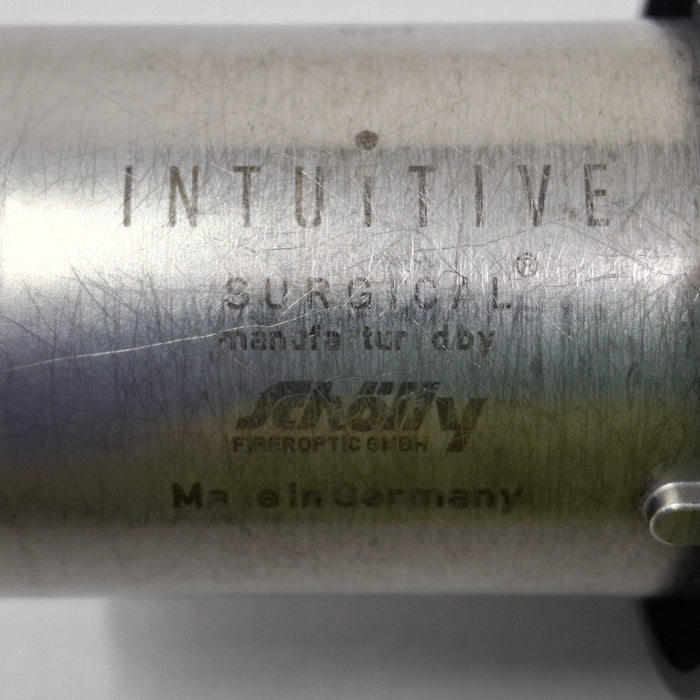 INTUITIVE
SURGICAL®
manufactured by
Schölly
FIBEROPTIC GMBH
Made in Germany